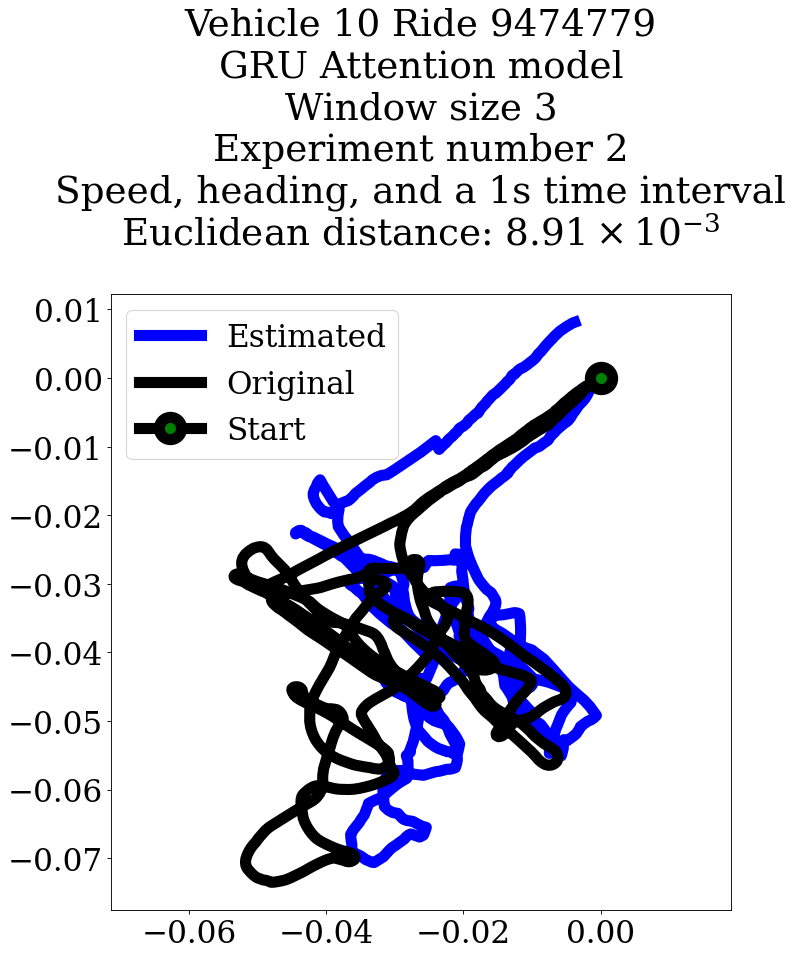 Vehicle 10 Ride 9474779
GRU Attention model
Window size 3
Experiment number 2
Speed, heading, and a 1s time interval
Euclidean distance: 8.91 × 10⁻³
0.01
Estimated
0.00
Original
Start
−0.01
−0.02
−0.03
−0.04
−0.05
−0.06
−0.07
−0.06 −0.04 −0.02 0.00